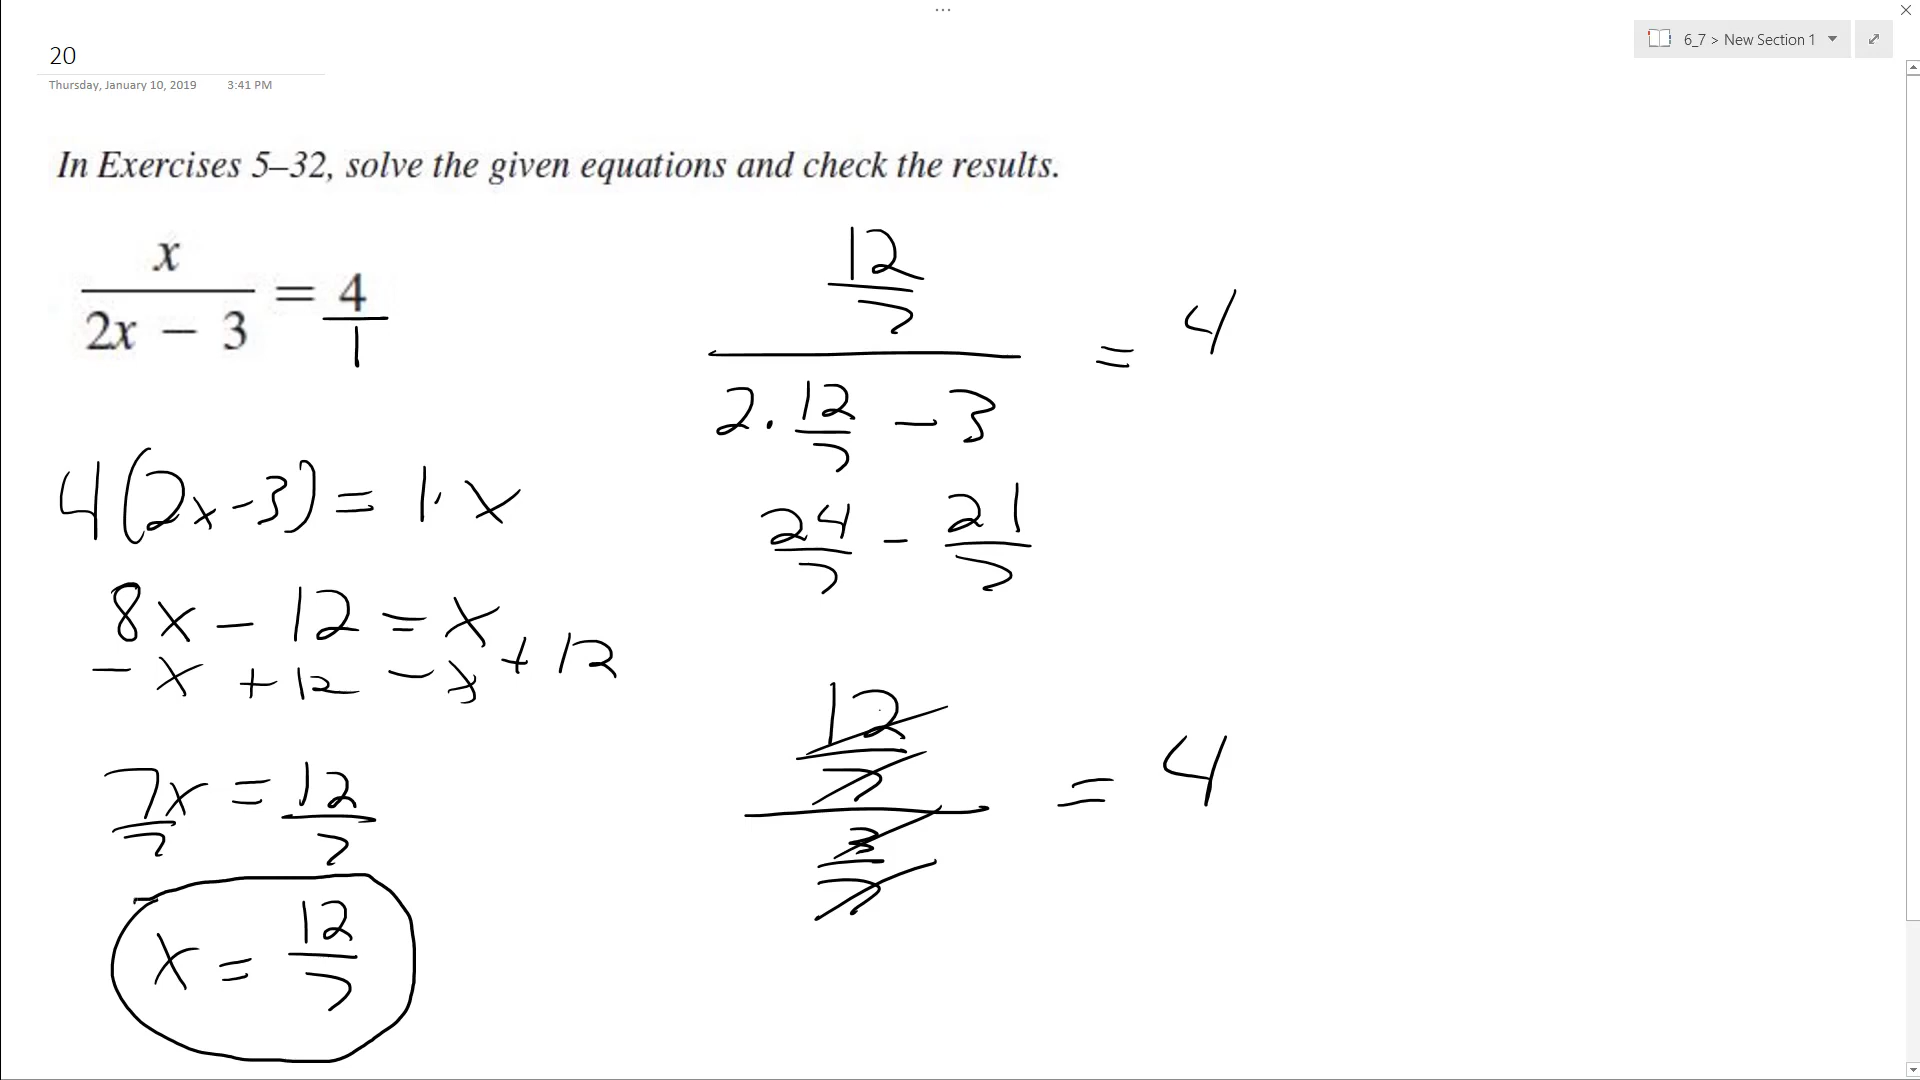 20
6_7 > New Section 1
Thursday, January 10, 2019 3:41 PM
In Exercises 5–32, solve the given equations and check the results.
x/(2x − 3) = 4/1
4(2x-3) = 1·x
8x - 12 = x
- x + 12 - x + 12
7x/7 = 12/7
x = 12/7
(12/7)/(2·12/7 - 3) = 4
24/7 - 21/7
(12/7)/(3/7) = 4